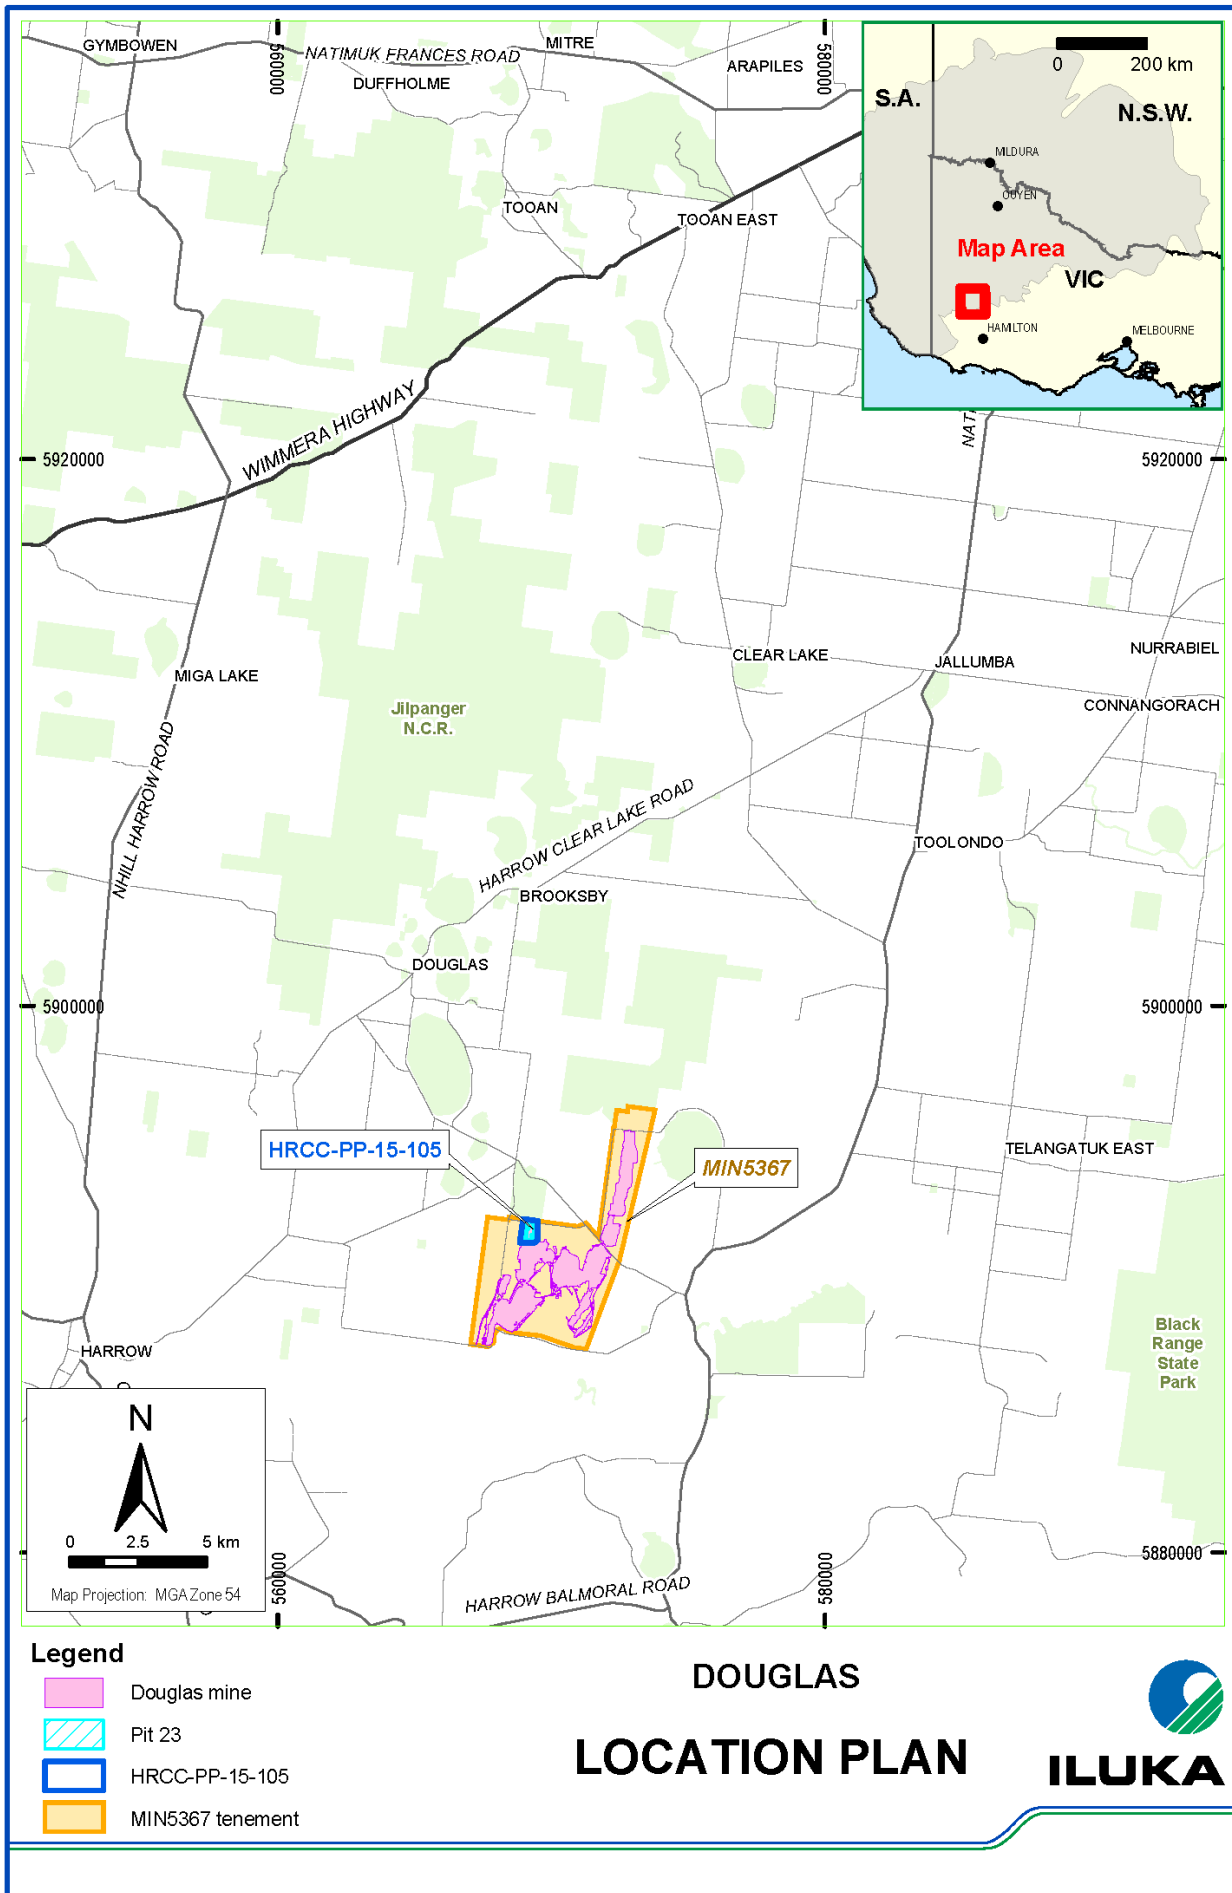 GYMBOWEN
560000
NATIMUK FRANCES ROAD
DUFFHOLME
MITRE
ARAPILES
580000
0 200 km
S.A.
N.S.W.
MILDURA
OUYEN
Map Area
VIC
HAMILTON
MELBOURNE
TOOAN
TOOAN EAST
WIMMERA HIGHWAY
NATI
5920000
5920000
CLEAR LAKE
JALLUMBA
NURRABIEL
MIGA LAKE
CONNANGORACH
Jilpanger
N.C.R.
NHILL HARROW ROAD
HARROW CLEAR LAKE ROAD
TOOLONDO
BROOKSBY
DOUGLAS
5900000
5900000
HRCC-PP-15-105
MIN5367
TELANGATUK EAST
HARROW
Black
Range
State
Park
N
0 2.5 5 km
Map Projection: MGA Zone 54
560000
HARROW BALMORAL ROAD
580000
5880000
Legend
Douglas mine
Pit 23
HRCC-PP-15-105
MIN5367 tenement
DOUGLAS
LOCATION PLAN
ILUKA